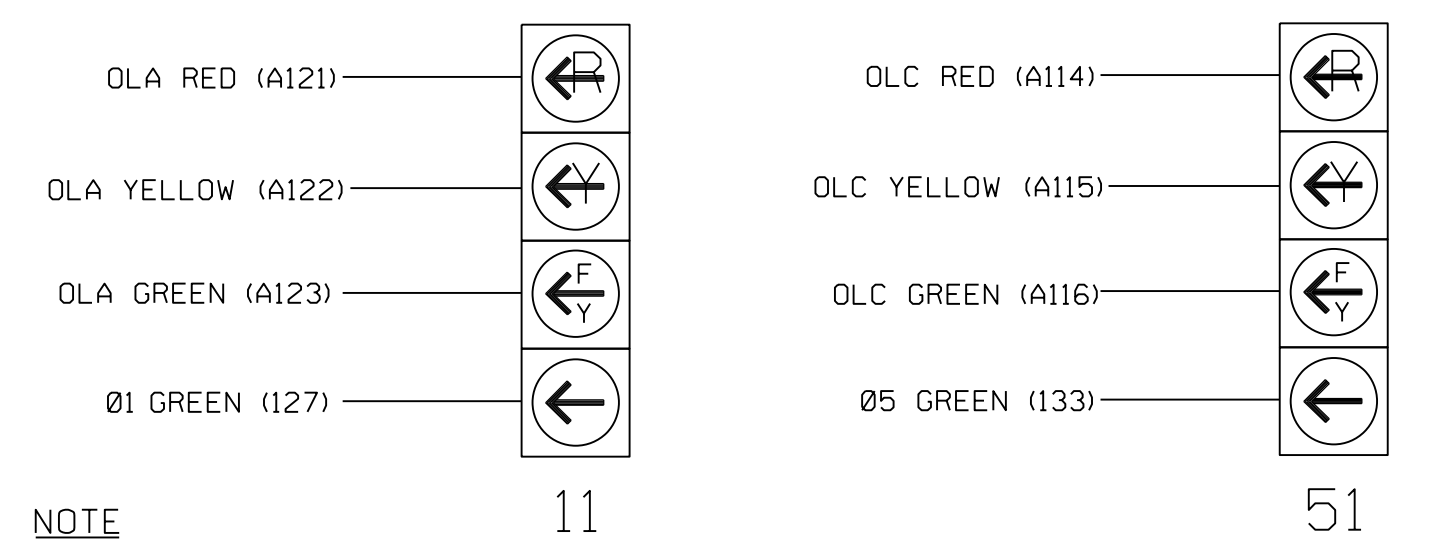 OLA RED (A121)
R
OLA YELLOW (A122)
Y
OLA GREEN (A123)
F
Y
Ø1 GREEN (127)
11
OLC RED (A114)
R
OLC YELLOW (A115)
Y
OLC GREEN (A116)
F
Y
Ø5 GREEN (133)
51
NOTE